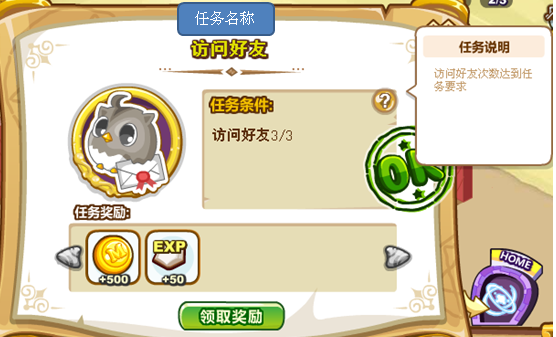 任务名称
访问好友
任务条件:
?
访问好友3/3
OK
任务说明
访问好友次数达到任
务要求
任务奖励:
+500
EXP
+50
领取奖励
HOME
2/3